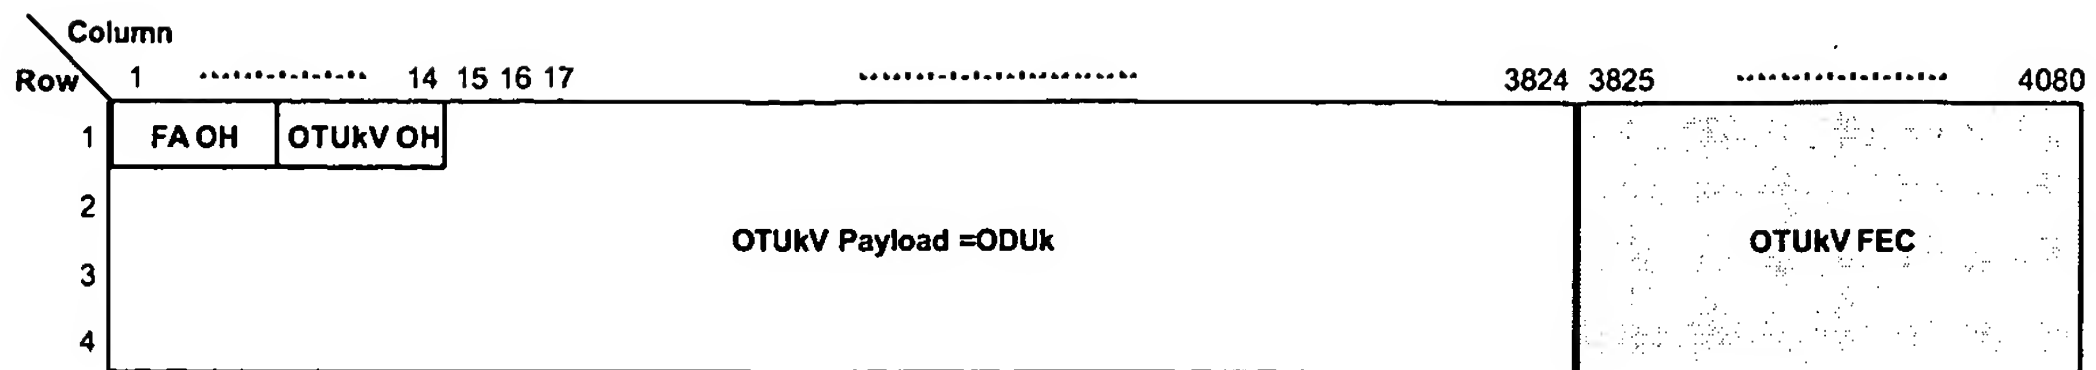 Column
Row 1 14 15 16 17 3824 3825 4080
1 FA OH OTUkV OH
2
OTUkV Payload =ODUk OTUkV FEC
3
4